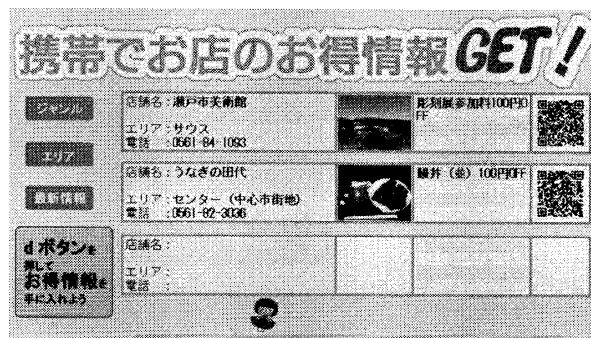 携帯でお店のお得情報GET!
ジャンル
エリア
最新情報
dボタンを
押して
お得情報を
手に入れよう
店舗名:瀬戸市美術館
エリア:サウス
電話 :0561-84-1093
彫刻展参加料100円O
FF
店舗名:うなぎの田代
エリア:センター (中心市街地)
電話 :0561-82-3036
鰻丼 (並) 100円OFF
店舗名:
エリア:
電話 :